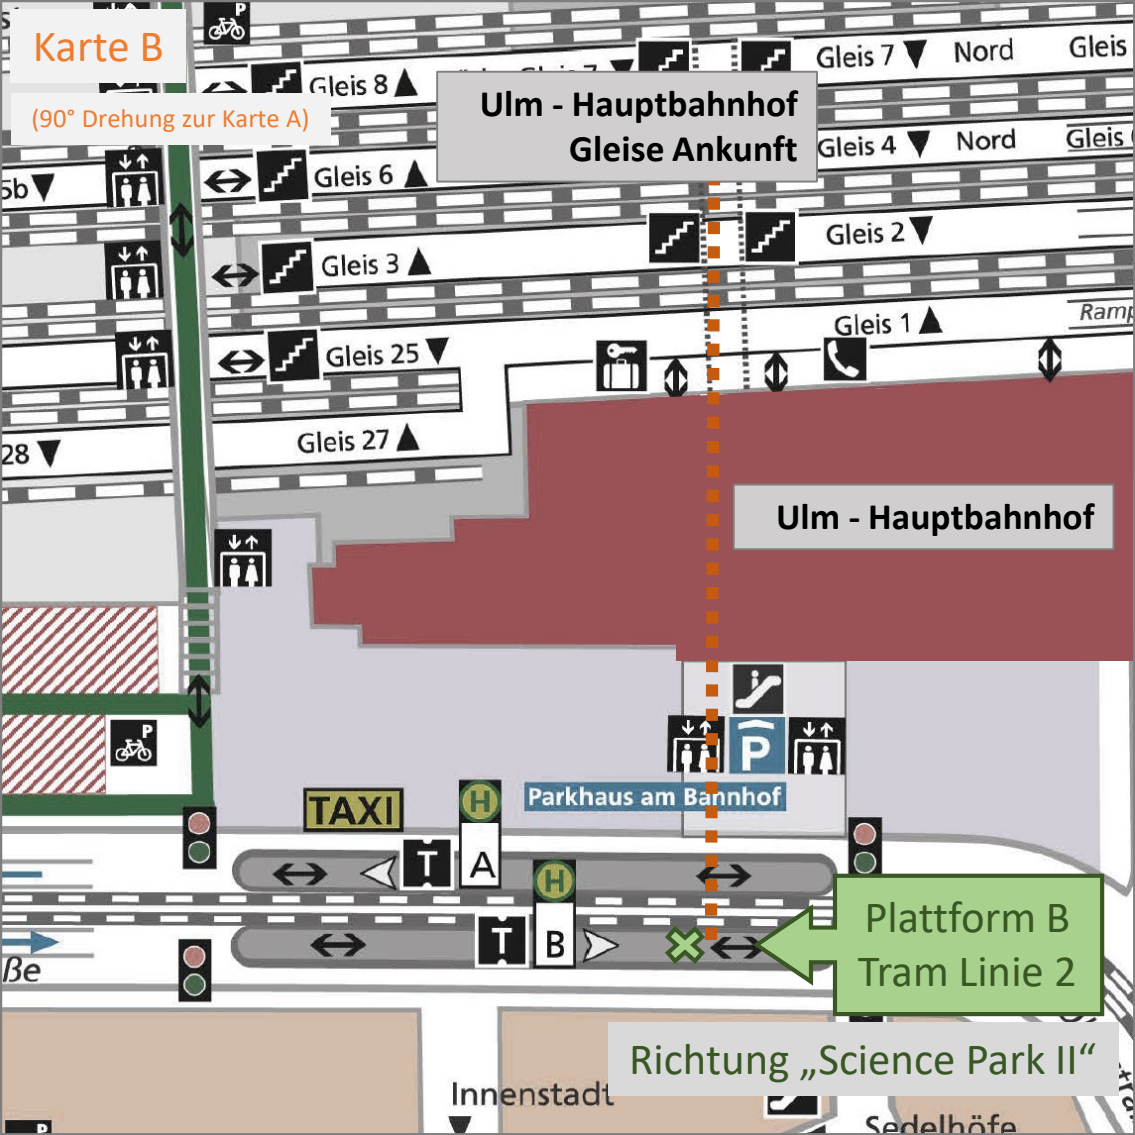 Karte B
(90° Drehung zur Karte A)
P
Gleis 8
Gleis 7
Nord
Gleis
Ulm - Hauptbahnhof
Gleise Ankunft
5b
Gleis 6
Gleis 4
Nord
Gleis
Gleis 3
Gleis 2
Gleis 25
Gleis 1
Ramp
28
Gleis 27
Ulm - Hauptbahnhof
P
P
Parkhaus am Bahnhof
TAXI
H
A
T
H
B
T
Plattform B
Tram Linie 2
ße
Richtung „Science Park II“
Innenstadt
Sedelhöfe
P